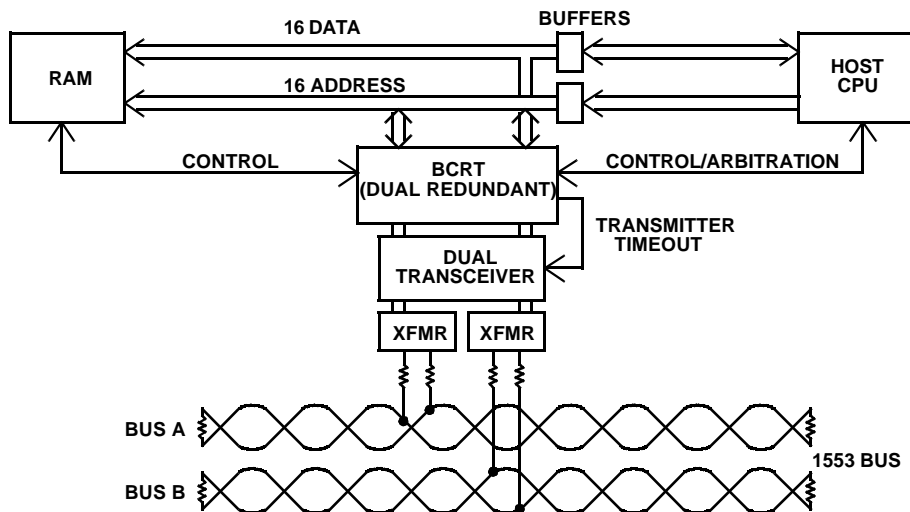 16 DATA
BUFFERS
RAM
HOST
CPU
16 ADDRESS
CONTROL
BCRT
(DUAL REDUNDANT)
CONTROL/ARBITRATION
TRANSMITTER
TIMEOUT
DUAL
TRANSCEIVER
XFMR
XFMR
BUS A
1553 BUS
BUS B